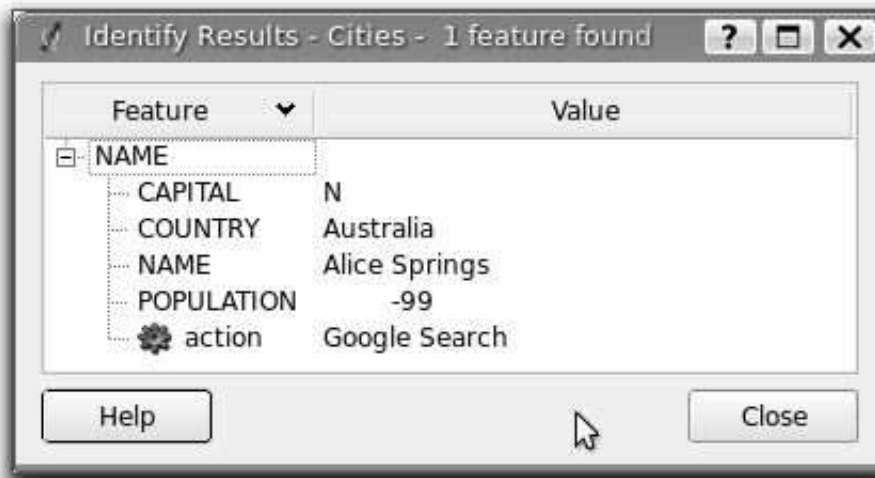 Identify Results - Cities - 1 feature found ?
Feature Value
NAME
CAPITAL N
COUNTRY Australia
NAME Alice Springs
POPULATION -99
action Google Search
Help Close